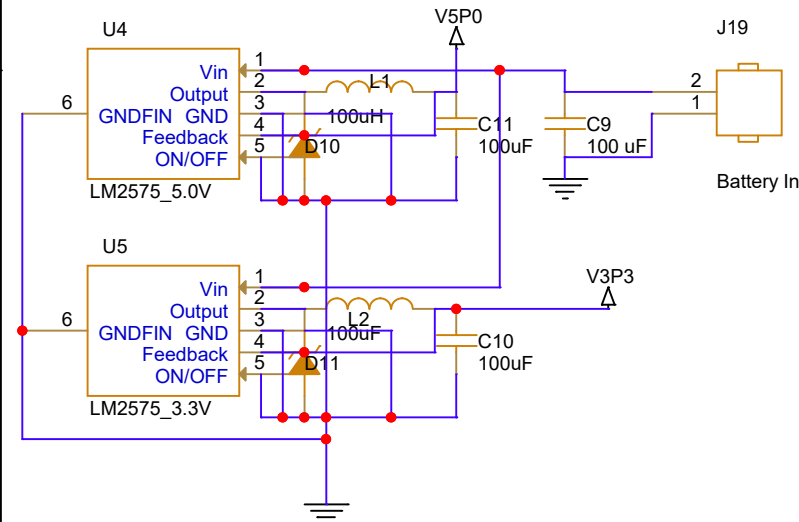 V5P0
J19
U4
1
Vin
L1
2
Output
2
6
3
GNDFIN GND
100uH
1
4
Feedback
D10
C11
C9
5
ON/OFF
100uF
100 uF
LM2575_5.0V
Battery In
U5
V3P3
1
Vin
2
Output
L2
6
3
GNDFIN GND
100uF
C10
4
Feedback
D11
100uF
5
ON/OFF
LM2575_3.3V